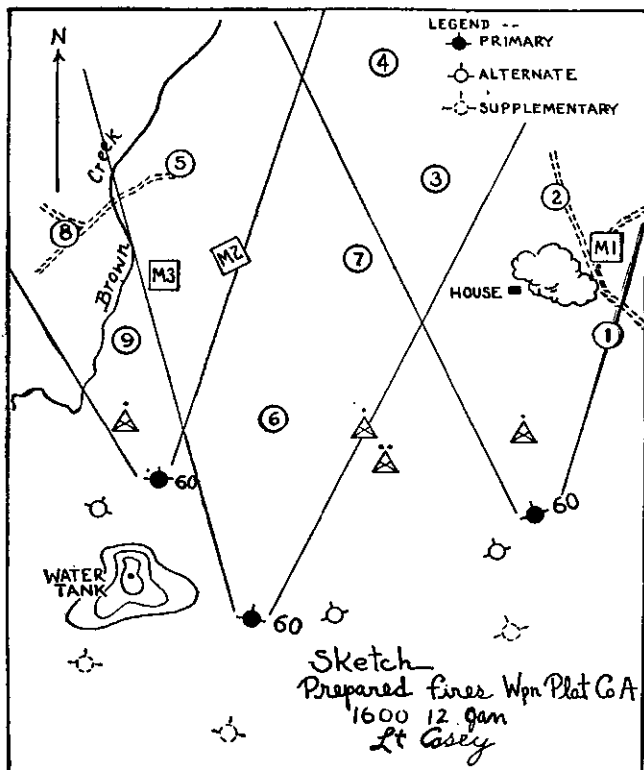 LEGEND --
PRIMARY
ALTERNATE
SUPPLEMENTARY
N
4
5
Creek
3
2
8
M3
M2
7
M1
Brown
HOUSE
1
9
6
60
60
WATER
TANK
60
Sketch
Prepared fires Wpn Plat Co A
1600 12 Jan
Lt Casey